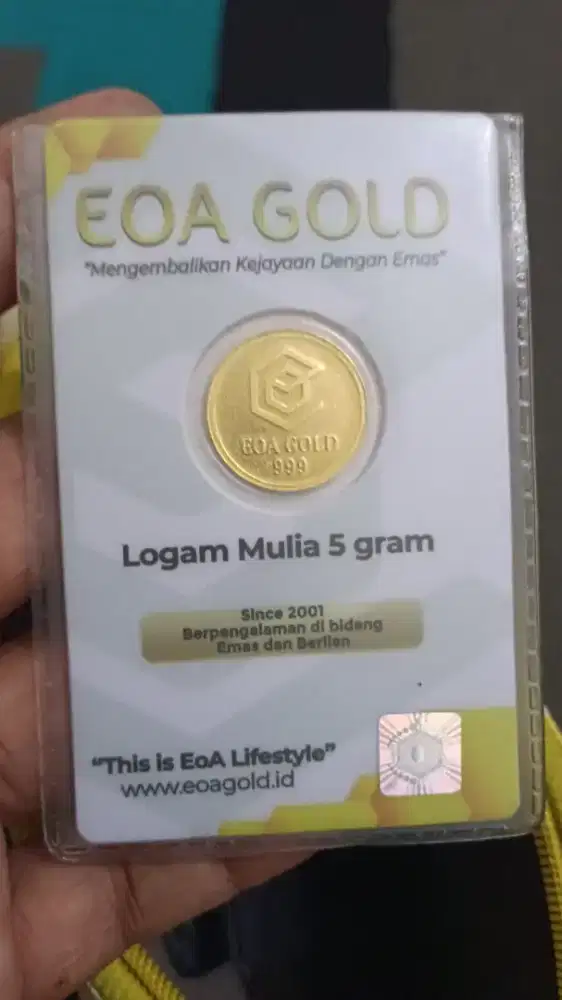 EOA GOLD
"Mengembalikan Kejayaan Dengan Emas"
EOA GOLD
999
Logam Mulia 5 gram
Since 2001
Berpengalaman di bidang
Emas dan Berlian
"This is EoA Lifestyle"
www.eoagold.id